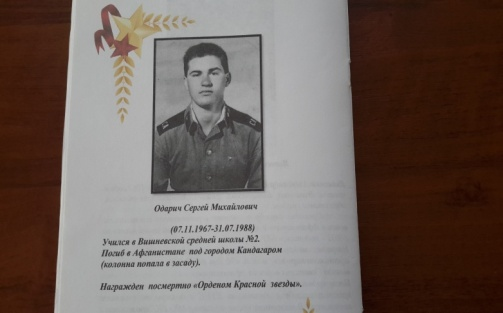 Одарич Сергей Михайлович
(07.11.1967-31.07.1988)
Учился в Вишневской средней школы №2.
Погиб в Афганистане под городом Кандагаром
(колонна попала в засаду).
Награжден посмертно «Орденом Красной звезды».